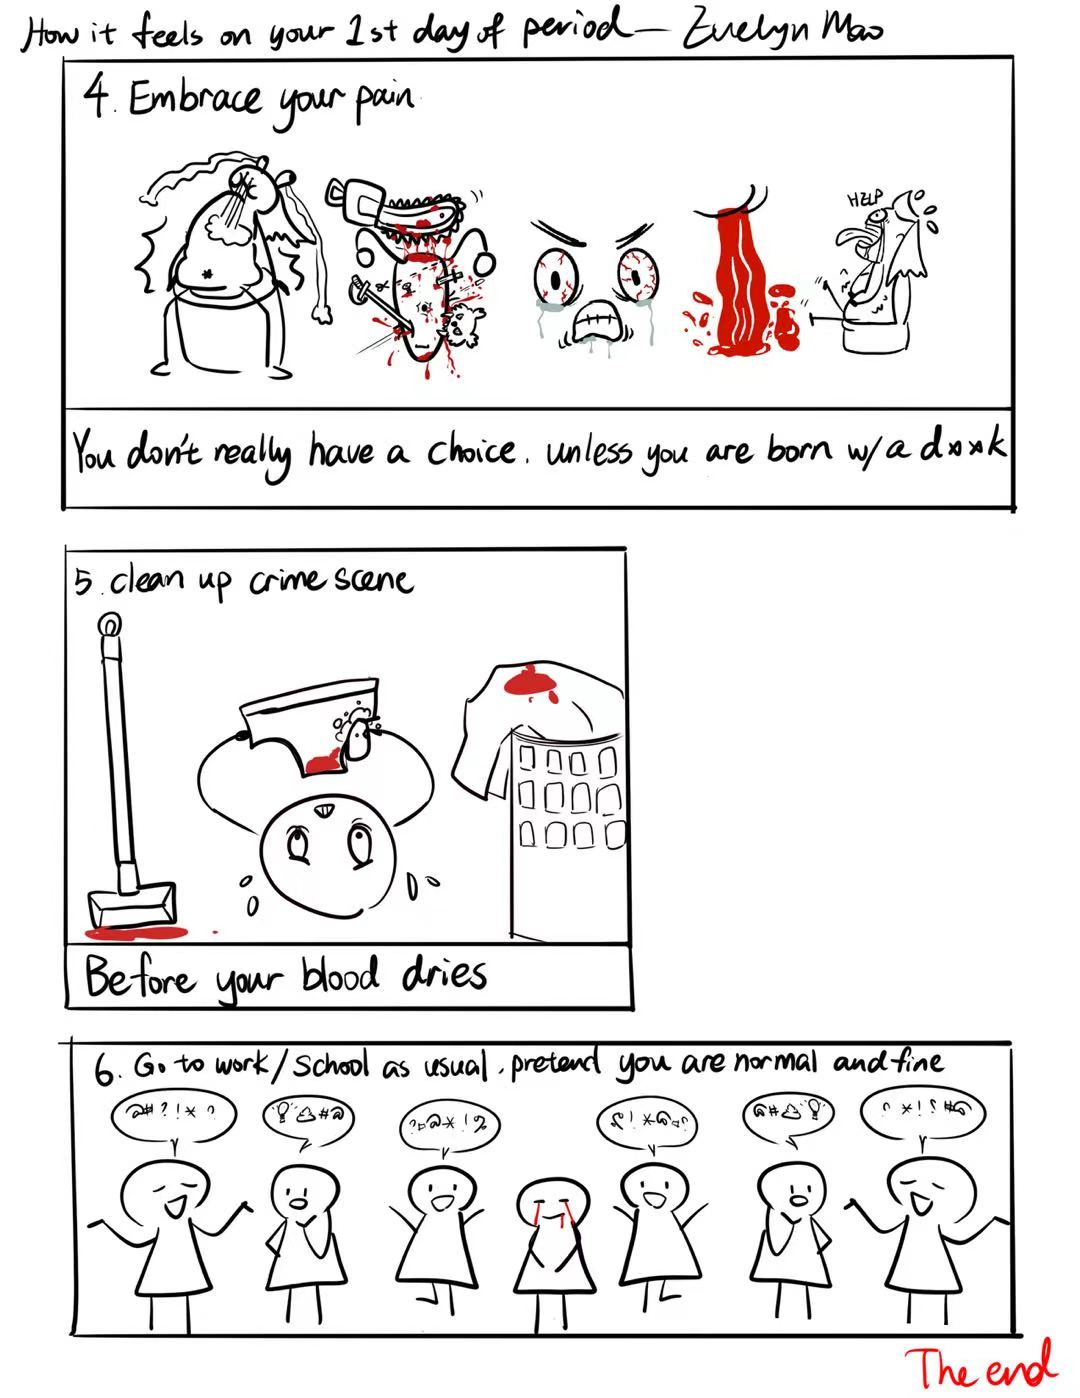 How it feels on your 1st day of period — Evelyn Mao
4. Embrace your pain
HELP
You don't really have a choice. unless you are born w/ a d**k
5. clean up crime scene
Before your blood dries
6. Go to work/School as usual. pretend you are normal and fine
The end